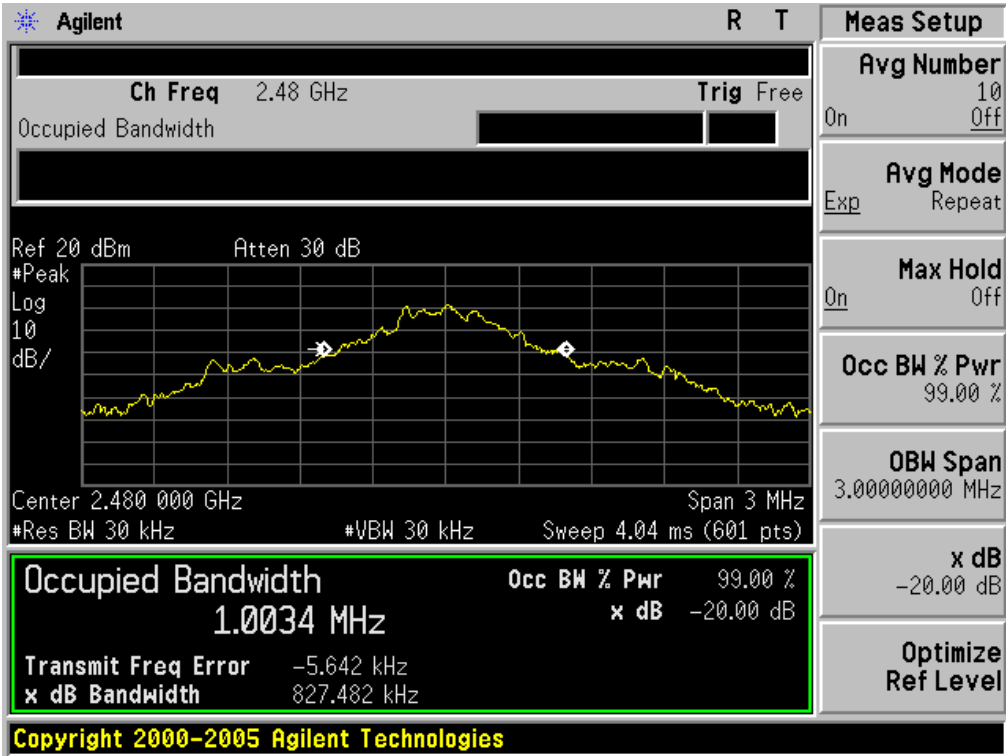 Agilent R T
Ch Freq 2.48 GHz Trig Free
Occupied Bandwidth
Ref 20 dBm Atten 30 dB
#Peak
Log
10
dB/
Center 2.480 000 GHz Span 3 MHz
#Res BW 30 kHz #VBW 30 kHz Sweep 4.04 ms (601 pts)
Occupied Bandwidth Occ BW % Pwr 99.00 %
1.0034 MHz x dB -20.00 dB
Transmit Freq Error -5.642 kHz
x dB Bandwidth 827.482 kHz
Copyright 2000-2005 Agilent Technologies
Meas Setup
Avg Number
10
On Off
Avg Mode
Exp Repeat
Max Hold
On Off
Occ BW % Pwr
99.00 %
OBW Span
3.00000000 MHz
x dB
-20.00 dB
Optimize
Ref Level